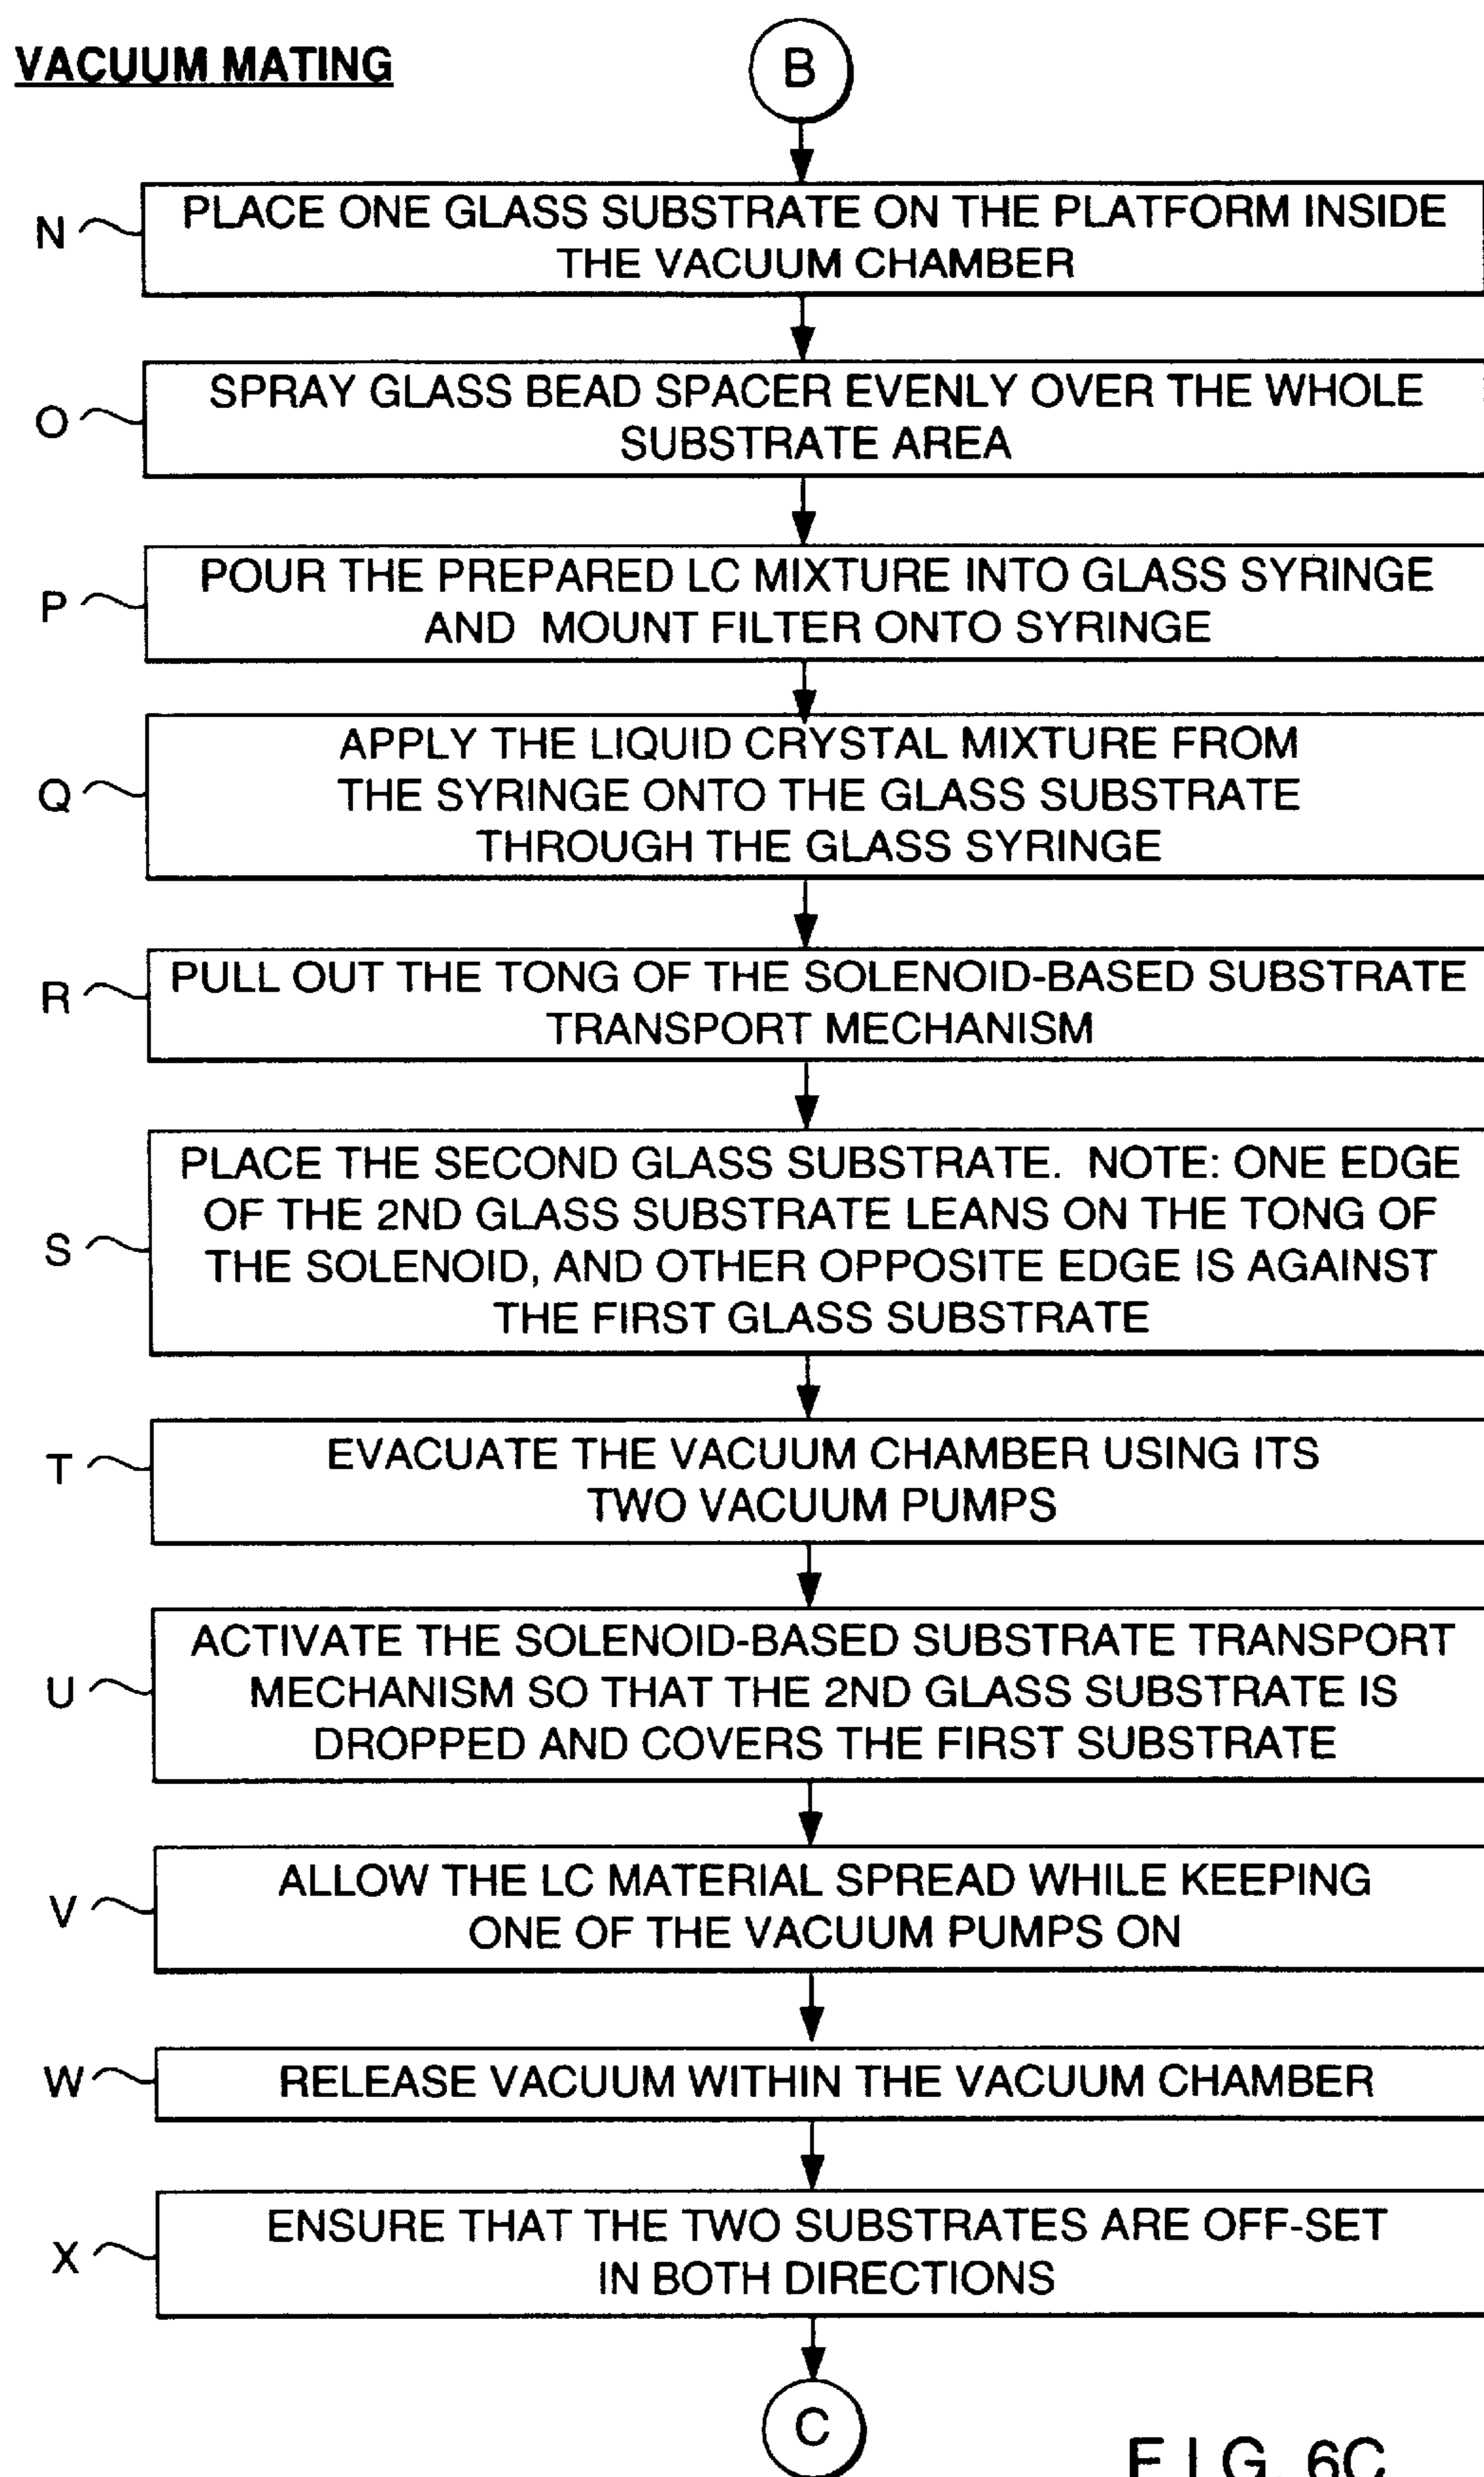 VACUUM MATING
B
N
PLACE ONE GLASS SUBSTRATE ON THE PLATFORM INSIDE
THE VACUUM CHAMBER
O
SPRAY GLASS BEAD SPACER EVENLY OVER THE WHOLE
SUBSTRATE AREA
P
POUR THE PREPARED LC MIXTURE INTO GLASS SYRINGE
AND MOUNT FILTER ONTO SYRINGE
Q
APPLY THE LIQUID CRYSTAL MIXTURE FROM
THE SYRINGE ONTO THE GLASS SUBSTRATE
THROUGH THE GLASS SYRINGE
R
PULL OUT THE TONG OF THE SOLENOID-BASED SUBSTRATE
TRANSPORT MECHANISM
S
PLACE THE SECOND GLASS SUBSTRATE. NOTE: ONE EDGE
OF THE 2ND GLASS SUBSTRATE LEANS ON THE TONG OF
THE SOLENOID, AND OTHER OPPOSITE EDGE IS AGAINST
THE FIRST GLASS SUBSTRATE
T
EVACUATE THE VACUUM CHAMBER USING ITS
TWO VACUUM PUMPS
U
ACTIVATE THE SOLENOID-BASED SUBSTRATE TRANSPORT
MECHANISM SO THAT THE 2ND GLASS SUBSTRATE IS
DROPPED AND COVERS THE FIRST SUBSTRATE
V
ALLOW THE LC MATERIAL SPREAD WHILE KEEPING
ONE OF THE VACUUM PUMPS ON
W
RELEASE VACUUM WITHIN THE VACUUM CHAMBER
X
ENSURE THAT THE TWO SUBSTRATES ARE OFF-SET
IN BOTH DIRECTIONS
C
FIG. 6C